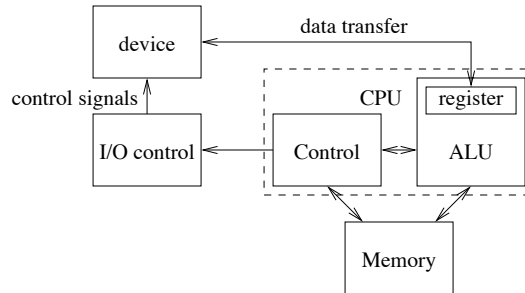 data transfer
device
CPU
register
control signals
I/O control
Control
ALU
Memory